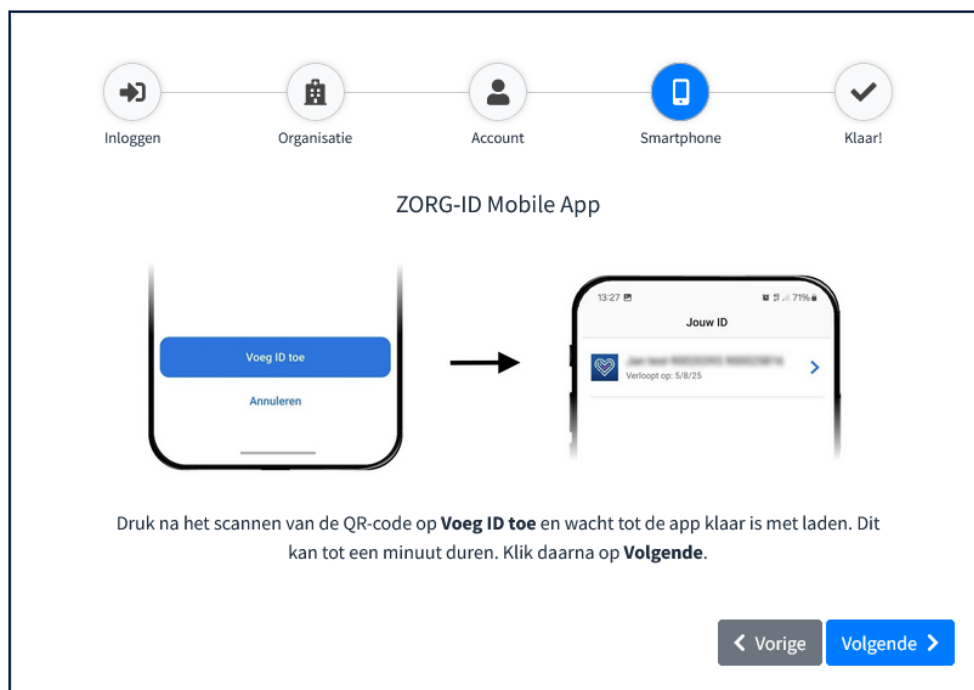 Inloggen
Organisatie
Account
Smartphone
Klaar!
ZORG-ID Mobile App
Voeg ID toe
Annuleren
13:27
71%
Jouw ID
Verloopt op: 5/8/25
Druk na het scannen van de QR-code op Voeg ID toe en wacht tot de app klaar is met laden. Dit
kan tot een minuut duren. Klik daarna op Volgende.
Vorige
Volgende